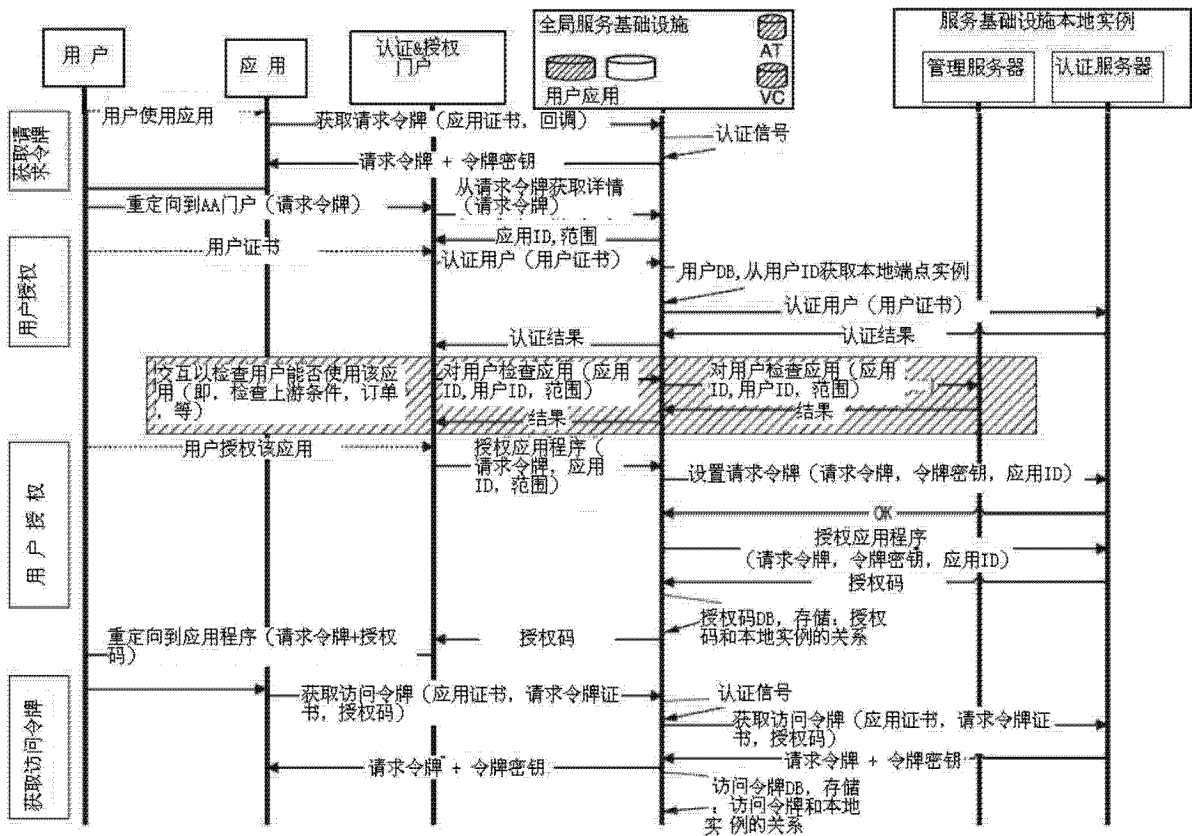 用户
应用
认证&授权
门户
全局服务基础设施
AT
VC
用户应用
服务基础设施本地实例
管理服务器
认证服务器
获取请
求令牌
用户使用应用
获取请求令牌（应用证书，回调）
认证信号
请求令牌 + 令牌密钥
重定向到AA门户（请求令牌）
从请求令牌获取详情
（请求令牌）
应用ID,范围
用户授权
用户证书
认证用户（用户证书）
用户DB,从用户ID获取本地端点实例
认证用户（用户证书）
认证结果
认证结果
交互以检查用户能否使用该应
用（即，检查上游条件，订单
，等）
对用户检查应用（应用
ID,用户ID，范围）
对用户检查应用（应用
ID,用户ID，范围）
结果
结果
用户授权
用户授权该应用
授权应用程序（
请求令牌，应用
ID，范围）
设置请求令牌（请求令牌，令牌密钥，应用ID）
OK
授权应用程序
（请求令牌，令牌密钥，应用ID）
授权码
授权码DB，存储：授权
码和本地实例的关系
授权码
重定向到应用程序（请求令牌+授权
码）
获取访问令牌
获取访问令牌（应用证书，请求令牌证
书，授权码）
认证信号
获取访问令牌（应用证书，请求令牌证
书，授权码）
请求令牌 + 令牌密钥
请求令牌 + 令牌密钥
访问令牌DB，存储
：访问令牌和本地
实例的关系